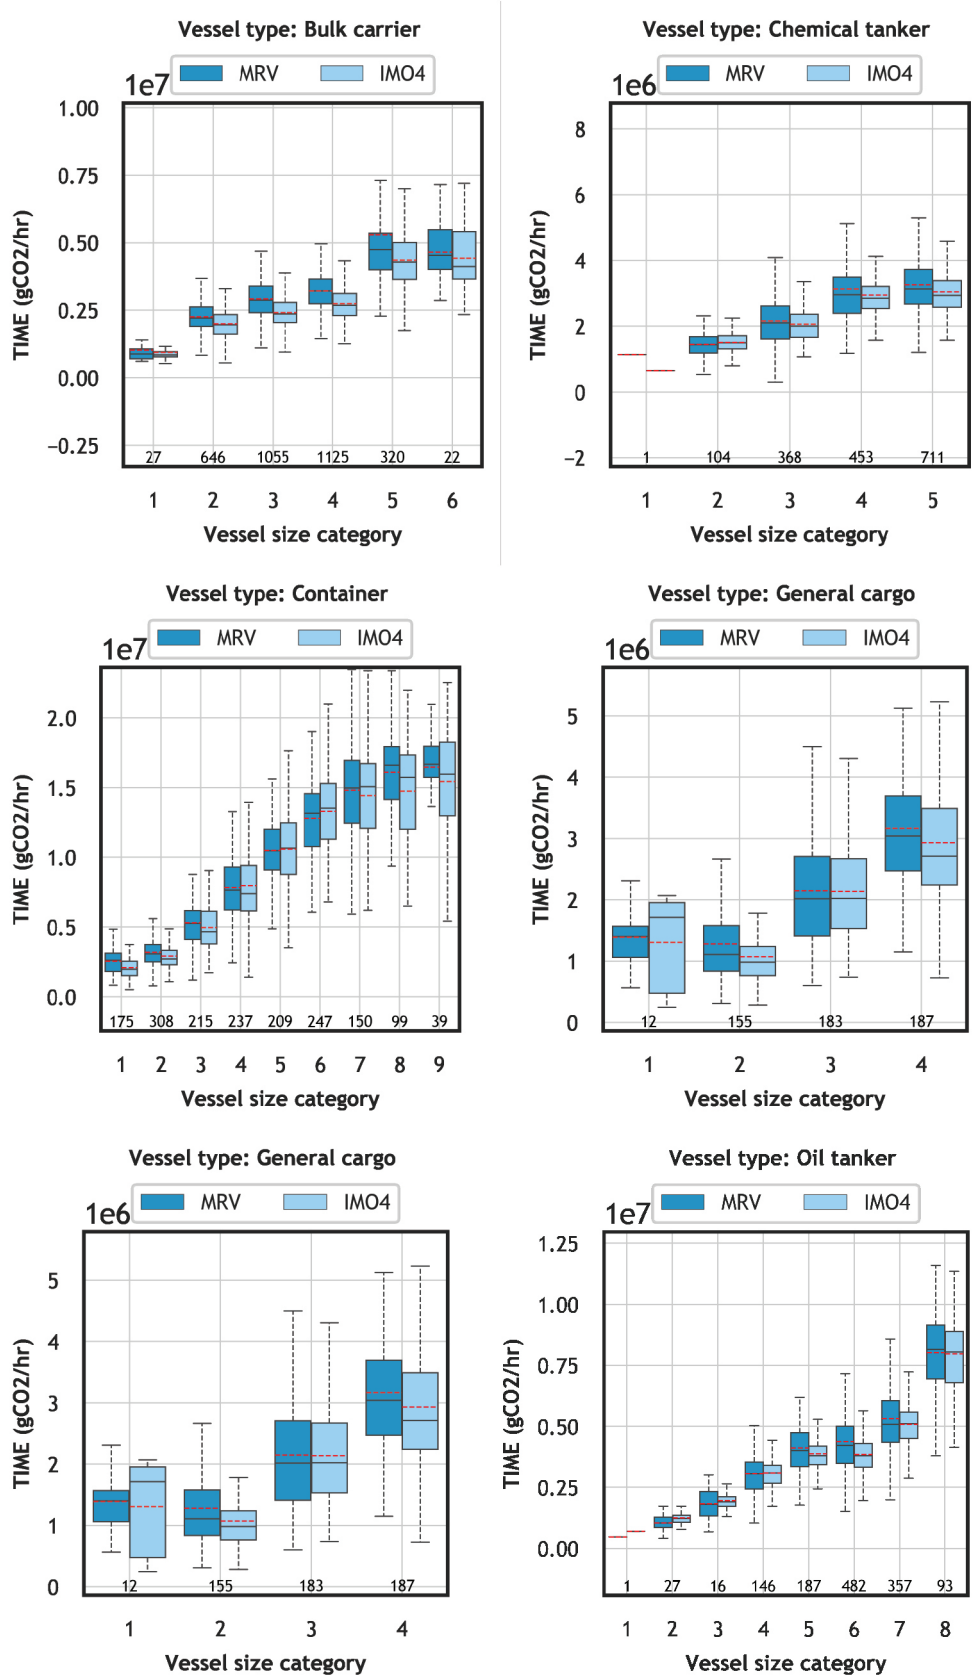 Vessel type: Bulk carrier
MRV IMO4
1e7
1.00
0.75
0.50
0.25
0.00
−0.25
TIME (gCO2/hr)
27 646 1055 1125 320 22
1 2 3 4 5 6
Vessel size category
Vessel type: Chemical tanker
MRV IMO4
1e6
8
6
4
2
0
−2
TIME (gCO2/hr)
1 104 368 453 711
1 2 3 4 5
Vessel size category
Vessel type: Container
MRV IMO4
1e7
2.0
1.5
1.0
0.5
0.0
TIME (gCO2/hr)
175 308 215 237 209 247 150 99 39
1 2 3 4 5 6 7 8 9
Vessel size category
Vessel type: General cargo
MRV IMO4
1e6
5
4
3
2
1
0
TIME (gCO2/hr)
12 155 183 187
1 2 3 4
Vessel size category
Vessel type: General cargo
MRV IMO4
1e6
5
4
3
2
1
0
TIME (gCO2/hr)
12 155 183 187
1 2 3 4
Vessel size category
Vessel type: Oil tanker
MRV IMO4
1e7
1.25
1.00
0.75
0.50
0.25
0.00
TIME (gCO2/hr)
1 27 16 146 187 482 357 93
1 2 3 4 5 6 7 8
Vessel size category